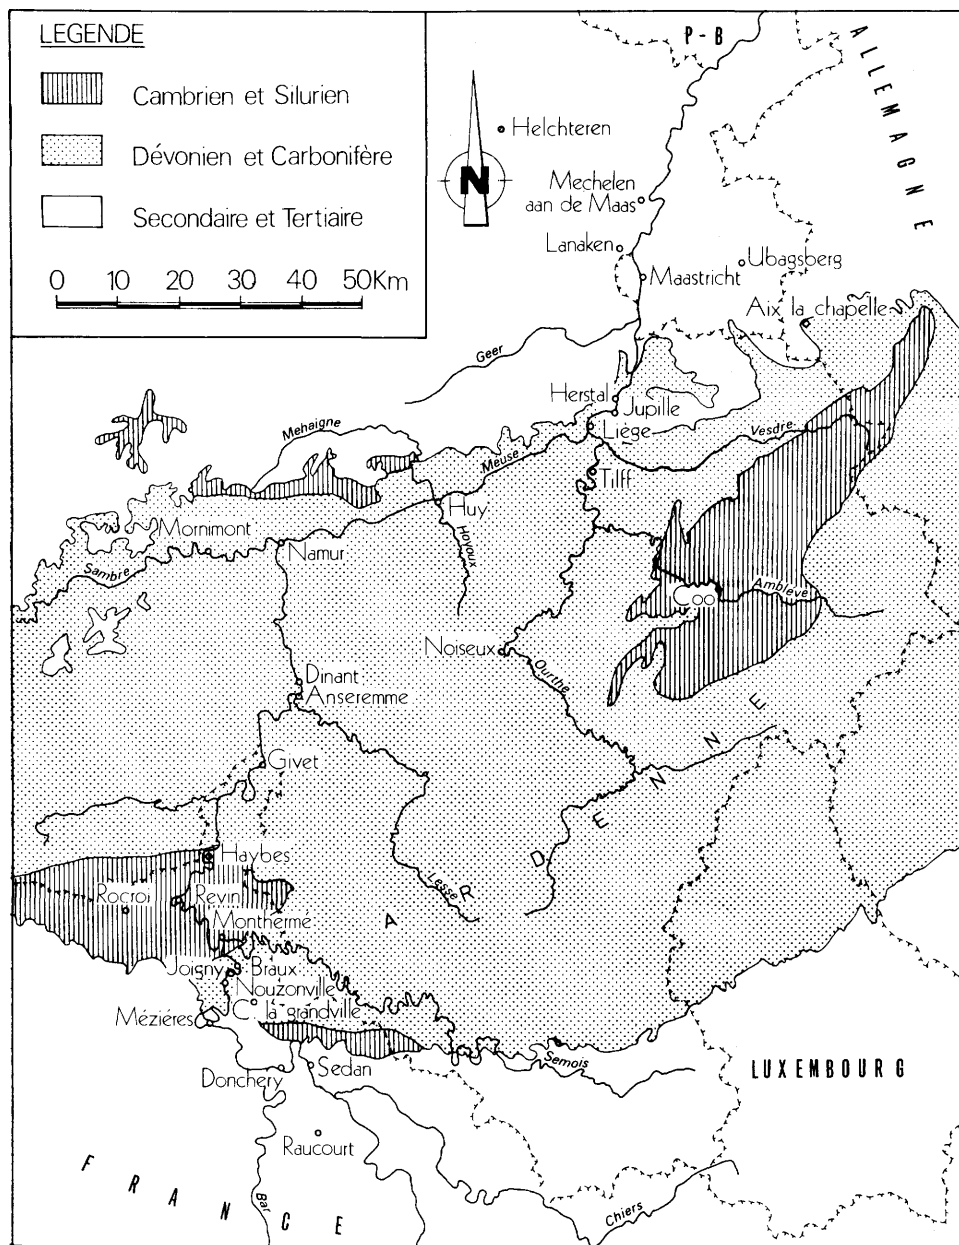 LEGENDE
Cambrien et Silurien
Dévonien et Carbonifère
Secondaire et Tertiaire
0 10 20 30 40 50Km
P-B
ALLEMAGNE
N
Helchteren
Mechelen
aan de Maas
Lanaken
Ubagsberg
Maastricht
Aix la chapelle
Geer
Herstal
Jupille
Liège
Mehaigne
Meuse
Vesdre
Tilff
Huy
Mornimont
Namur
Hoyoux
Sambre
Coo
Amblève
Noiseux
Ourthe
Dinant
Anseremme
Givet
ARDENNE
Haybes
Lesse
Rocroi
Revin
Monthermé
Joigny
Braux
Nouzonville
C. la grandville
Mézières
Semois
Sedan
Donchery
LUXEMBOURG
Raucourt
FRANCE
Bar
Chiers